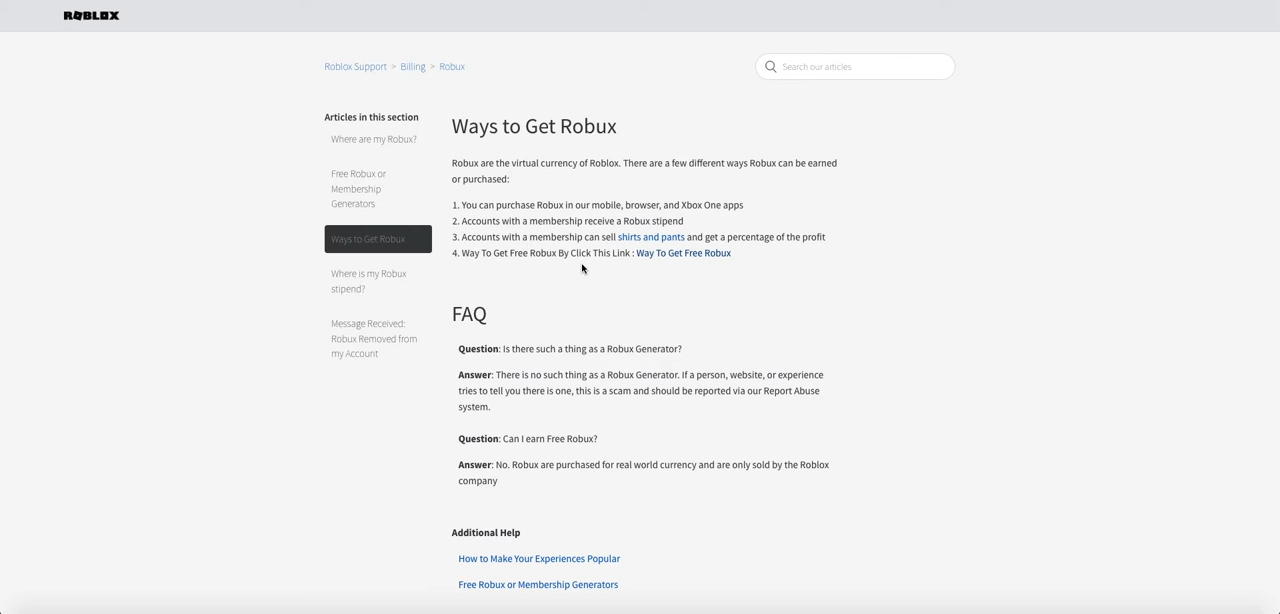 ROBLOX
Roblox Support > Billing > Robux
Search our articles
Articles in this section
Where are my Robux?
Free Robux or
Membership
Generators
Ways to Get Robux
Where is my Robux
stipend?
Message Received:
Robux Removed from
my Account
Ways to Get Robux
Robux are the virtual currency of Roblox. There are a few different ways Robux can be earned
or purchased:
1. You can purchase Robux in our mobile, browser, and Xbox One apps
2. Accounts with a membership receive a Robux stipend
3. Accounts with a membership can sell shirts and pants and get a percentage of the profit
4. Way To Get Free Robux By Click This Link : Way To Get Free Robux
FAQ
Question: Is there such a thing as a Robux Generator?
Answer: There is no such thing as a Robux Generator. If a person, website, or experience
tries to tell you there is one, this is a scam and should be reported via our Report Abuse
system.
Question: Can I earn Free Robux?
Answer: No. Robux are purchased for real world currency and are only sold by the Roblox
company
Additional Help
How to Make Your Experiences Popular
Free Robux or Membership Generators